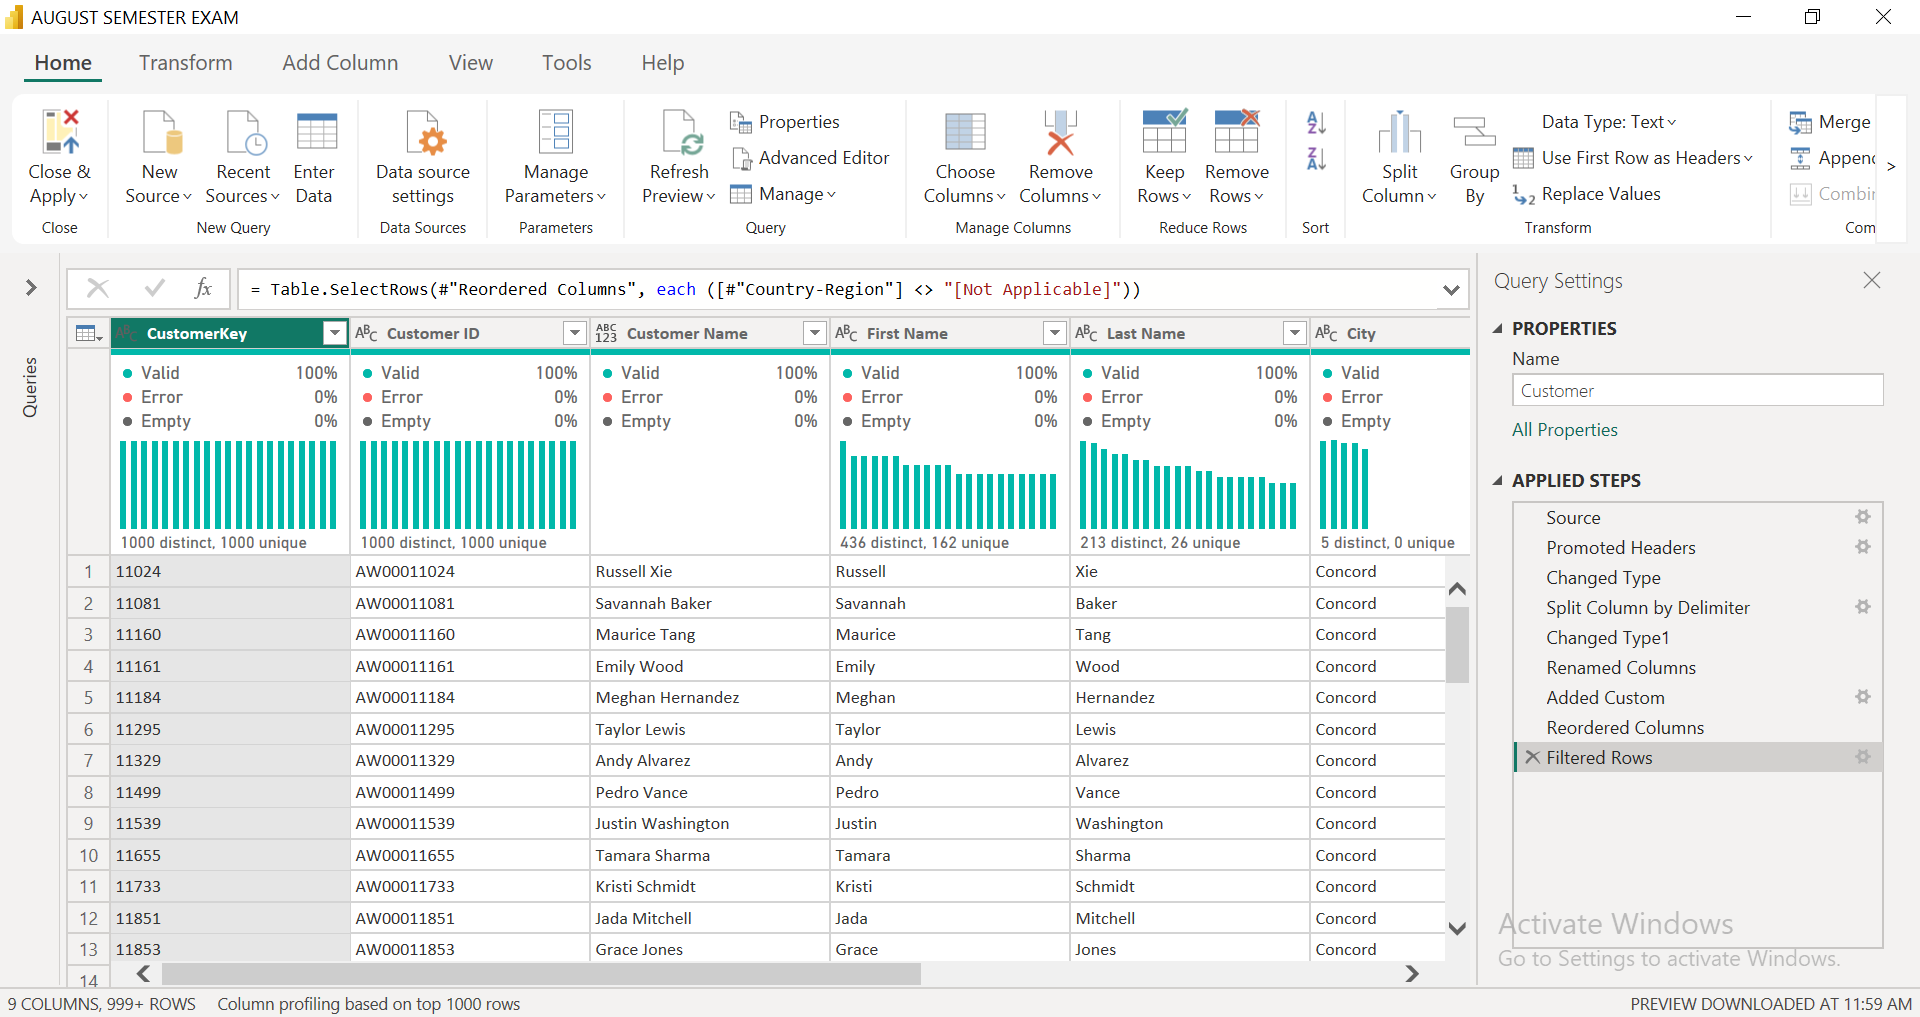 AUGUST SEMESTER EXAM
Home Transform Add Column View Tools Help
Close & Apply
Close
New Source
Recent Sources
Enter Data
New Query
Data source settings
Data Sources
Manage Parameters
Parameters
Refresh Preview
Properties
Advanced Editor
Manage
Query
Choose Columns
Remove Columns
Manage Columns
Keep Rows
Remove Rows
Reduce Rows
Sort
Split Column
Group By
Data Type: Text
Use First Row as Headers
Replace Values
Transform
Merge
Appen
Combi
Com
Queries
fx = Table.SelectRows(#"Reordered Columns", each ([#"Country-Region"] <> "[Not Applicable]"))
CustomerKey Customer ID Customer Name First Name Last Name City
Valid 100% Valid 100% Valid 100% Valid 100% Valid 100% Valid
Error 0% Error 0% Error 0% Error 0% Error 0% Error
Empty 0% Empty 0% Empty 0% Empty 0% Empty 0% Empty
1000 distinct, 1000 unique 1000 distinct, 1000 unique 436 distinct, 162 unique 213 distinct, 26 unique 5 distinct, 0 unique
1 11024 AW00011024 Russell Xie Russell Xie Concord
2 11081 AW00011081 Savannah Baker Savannah Baker Concord
3 11160 AW00011160 Maurice Tang Maurice Tang Concord
4 11161 AW00011161 Emily Wood Emily Wood Concord
5 11184 AW00011184 Meghan Hernandez Meghan Hernandez Concord
6 11295 AW00011295 Taylor Lewis Taylor Lewis Concord
7 11329 AW00011329 Andy Alvarez Andy Alvarez Concord
8 11499 AW00011499 Pedro Vance Pedro Vance Concord
9 11539 AW00011539 Justin Washington Justin Washington Concord
10 11655 AW00011655 Tamara Sharma Tamara Sharma Concord
11 11733 AW00011733 Kristi Schmidt Kristi Schmidt Concord
12 11851 AW00011851 Jada Mitchell Jada Mitchell Concord
13 11853 AW00011853 Grace Jones Grace Jones Concord
14
Query Settings
PROPERTIES
Name
Customer
All Properties
APPLIED STEPS
Source
Promoted Headers
Changed Type
Split Column by Delimiter
Changed Type1
Renamed Columns
Added Custom
Reordered Columns
Filtered Rows
Activate Windows
Go to Settings to activate Windows.
9 COLUMNS, 999+ ROWS Column profiling based on top 1000 rows
PREVIEW DOWNLOADED AT 11:59 AM